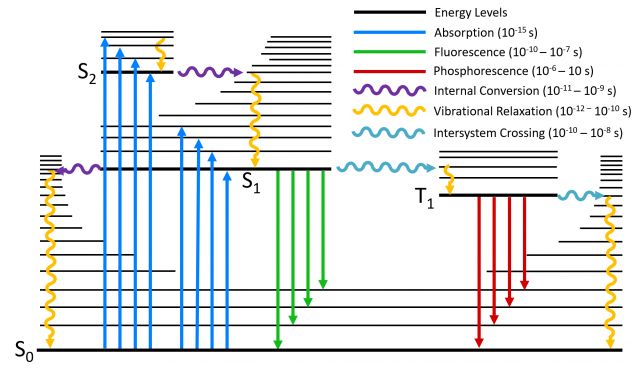 Energy Levels
Absorption (10⁻¹⁵ s)
Fluorescence (10⁻¹⁰ – 10⁻⁷ s)
Phosphorescence (10⁻⁶ – 10 s)
Internal Conversion (10⁻¹¹ – 10⁻⁹ s)
Vibrational Relaxation (10⁻¹² – 10⁻¹⁰ s)
Intersystem Crossing (10⁻¹⁰ – 10⁻⁸ s)
S₂
S₁
T₁
S₀